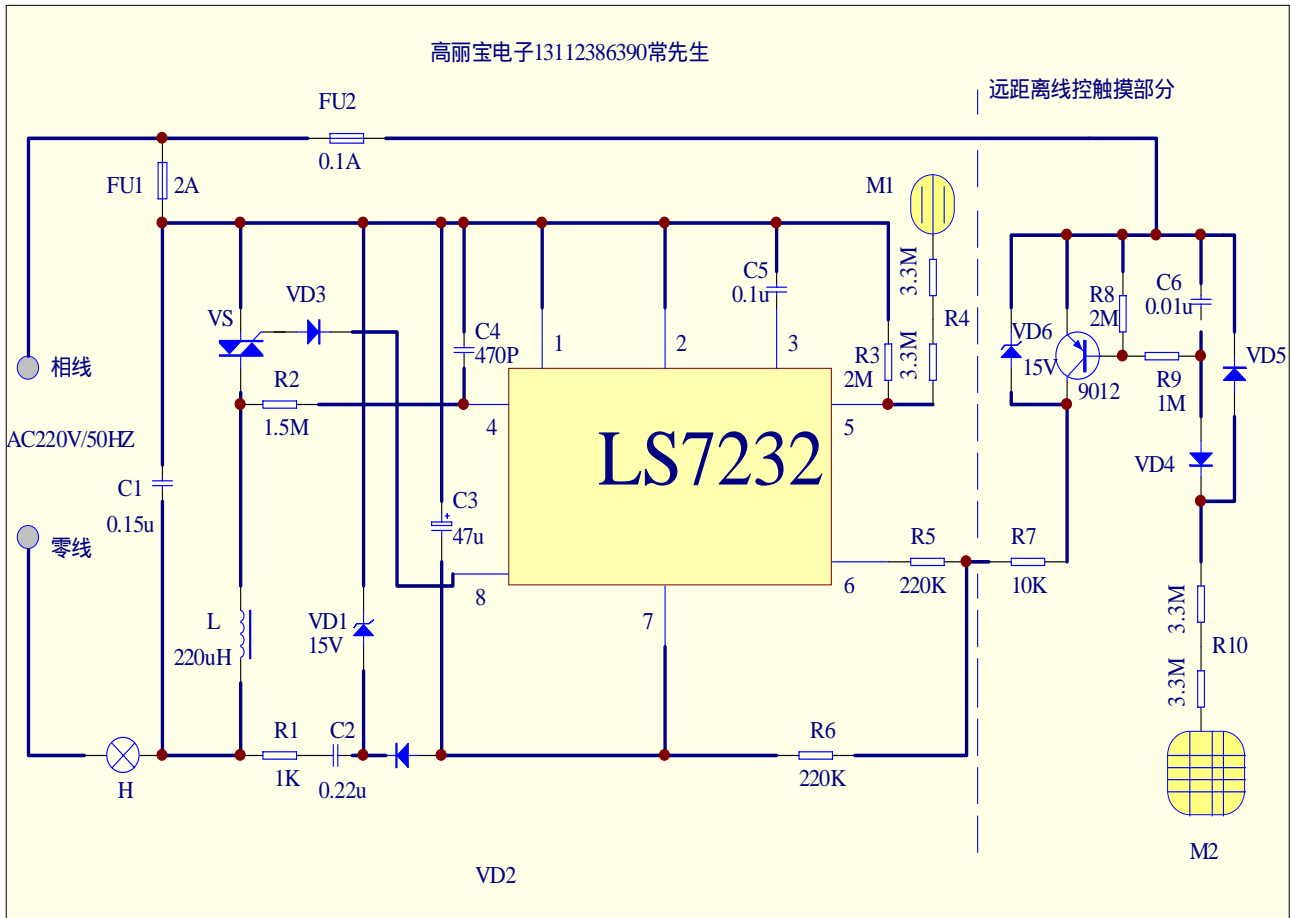 高丽宝电子13112386390常先生
远距离线控触摸部分
FU2
0.1A
FU1
2A
M1
3.3M
3.3M
R4
C5
0.1u
VD3
VS
C4
470P
1
2
3
R3
2M
R8
2M
C6
0.01u
VD6
15V
9012
R9
1M
VD5
VD4
相线
R2
1.5M
4
5
LS7232
AC220V/50HZ
C1
0.15u
C3
+
47u
零线
R5
220K
R7
10K
8
7
6
L
220uH
VD1
15V
3.3M
3.3M
R10
H
R1
1K
C2
0.22u
R6
220K
M2
VD2